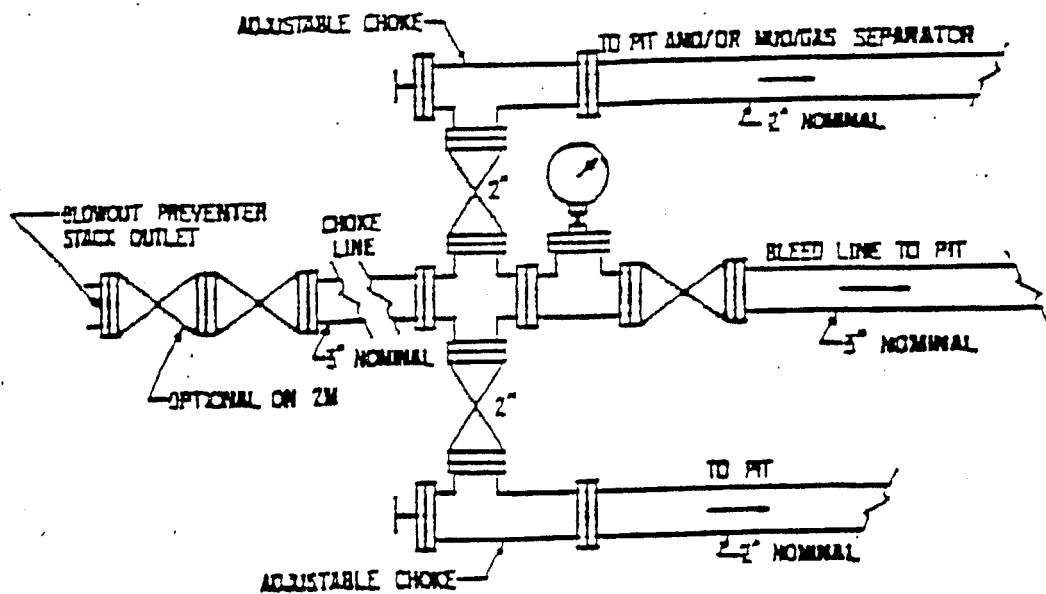 ADJUSTABLE CHOKE
TO PIT AND/OR MUD/GAS SEPARATOR
2" NOMINAL
2"
BLOWOUT PREVENTER
STACK OUTLET
CHOKE
LINE
BLEED LINE TO PIT
3" NOMINAL
3" NOMINAL
OPTIONAL ON 2M
2"
TO PIT
2" NOMINAL
ADJUSTABLE CHOKE